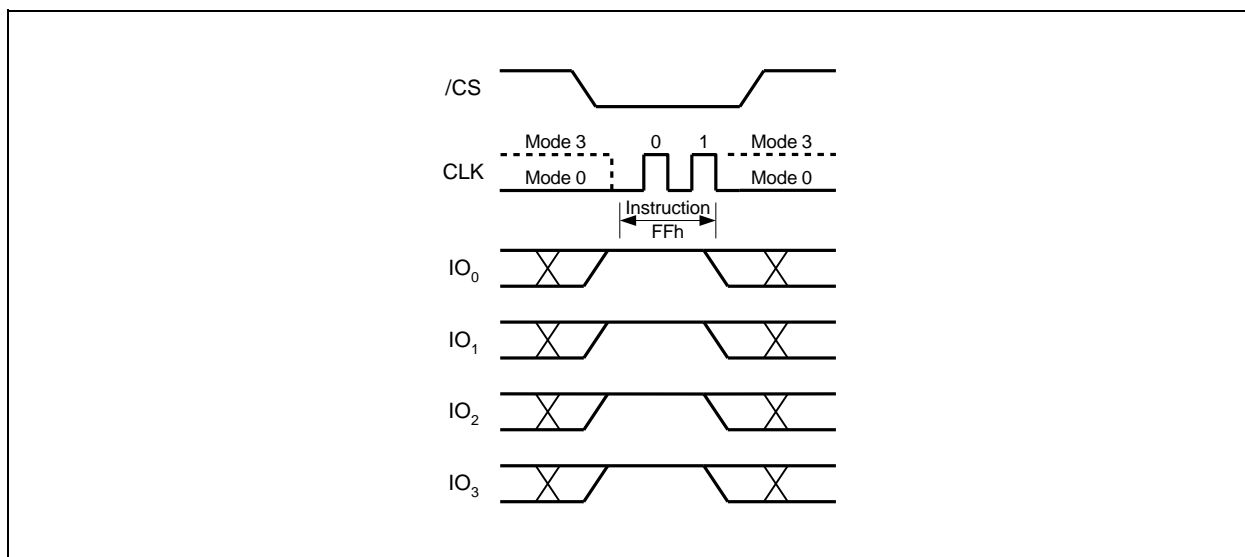 /CS
Mode 3 0 1 Mode 3
CLK
Mode 0 Mode 0
Instruction
FFh
IO0
IO1
IO2
IO3